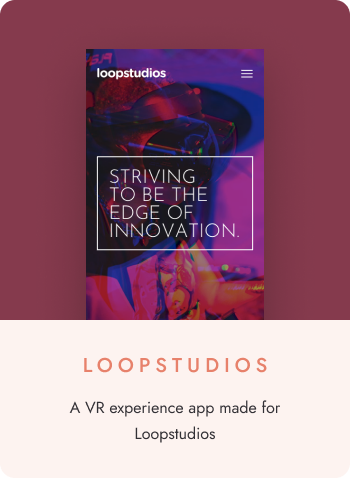 loopstudios
STRIVING
TO BE THE
EDGE OF
INNOVATION.
LOOPSTUDIOS
A VR experience app made for
Loopstudios